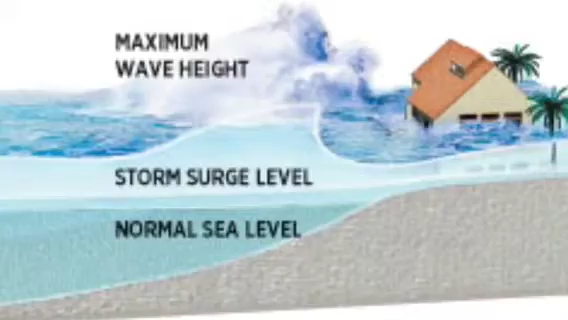 MAXIMUM
WAVE HEIGHT
STORM SURGE LEVEL
NORMAL SEA LEVEL